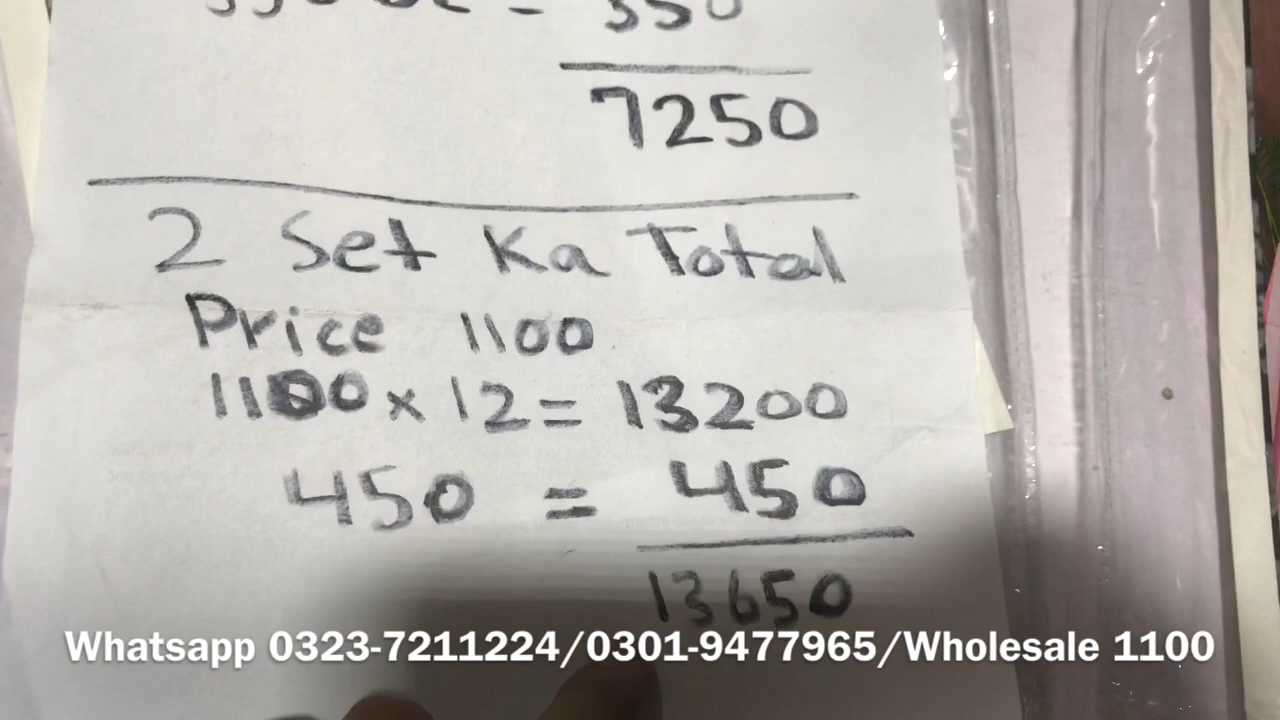 = 350
7250
2 Set Ka Total
Price 1100
1100 x 12 = 13200
450 = 450
13650
Whatsapp 0323-7211224/0301-9477965/Wholesale 1100